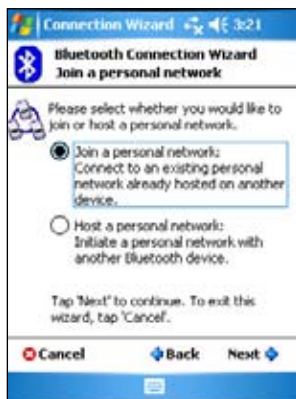 Connection Wizard 3:21
Bluetooth Connection Wizard
Join a personal network
Please select whether you would like to
join or host a personal network.
Join a personal network:
Connect to an existing personal
network already hosted on another
device.
Host a personal network:
Initiate a personal network with
another Bluetooth device.
Tap 'Next' to continue. To exit this
wizard, tap 'Cancel'.
Cancel Back Next